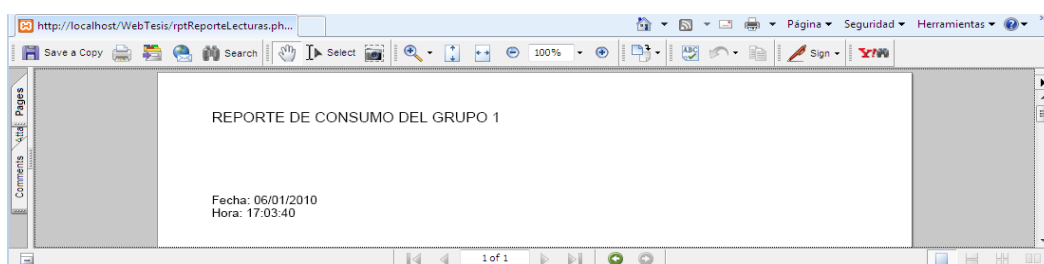 http://localhost/WebTesis/rptReporteLecturas.ph...
Página Seguridad Herramientas
Save a Copy Search Select 100% Sign Y!
Pages
Comments
REPORTE DE CONSUMO DEL GRUPO 1
Fecha: 06/01/2010
Hora: 17:03:40
1 of 1